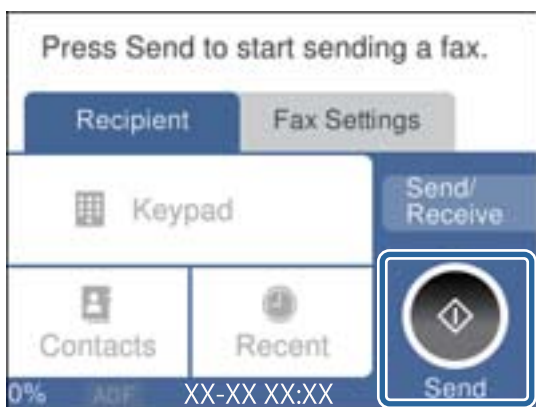 Press Send to start sending a fax.
Recipient
Fax Settings
Keypad
Send/
Receive
Contacts
Recent
Send
0%
ADF
XX-XX XX:XX